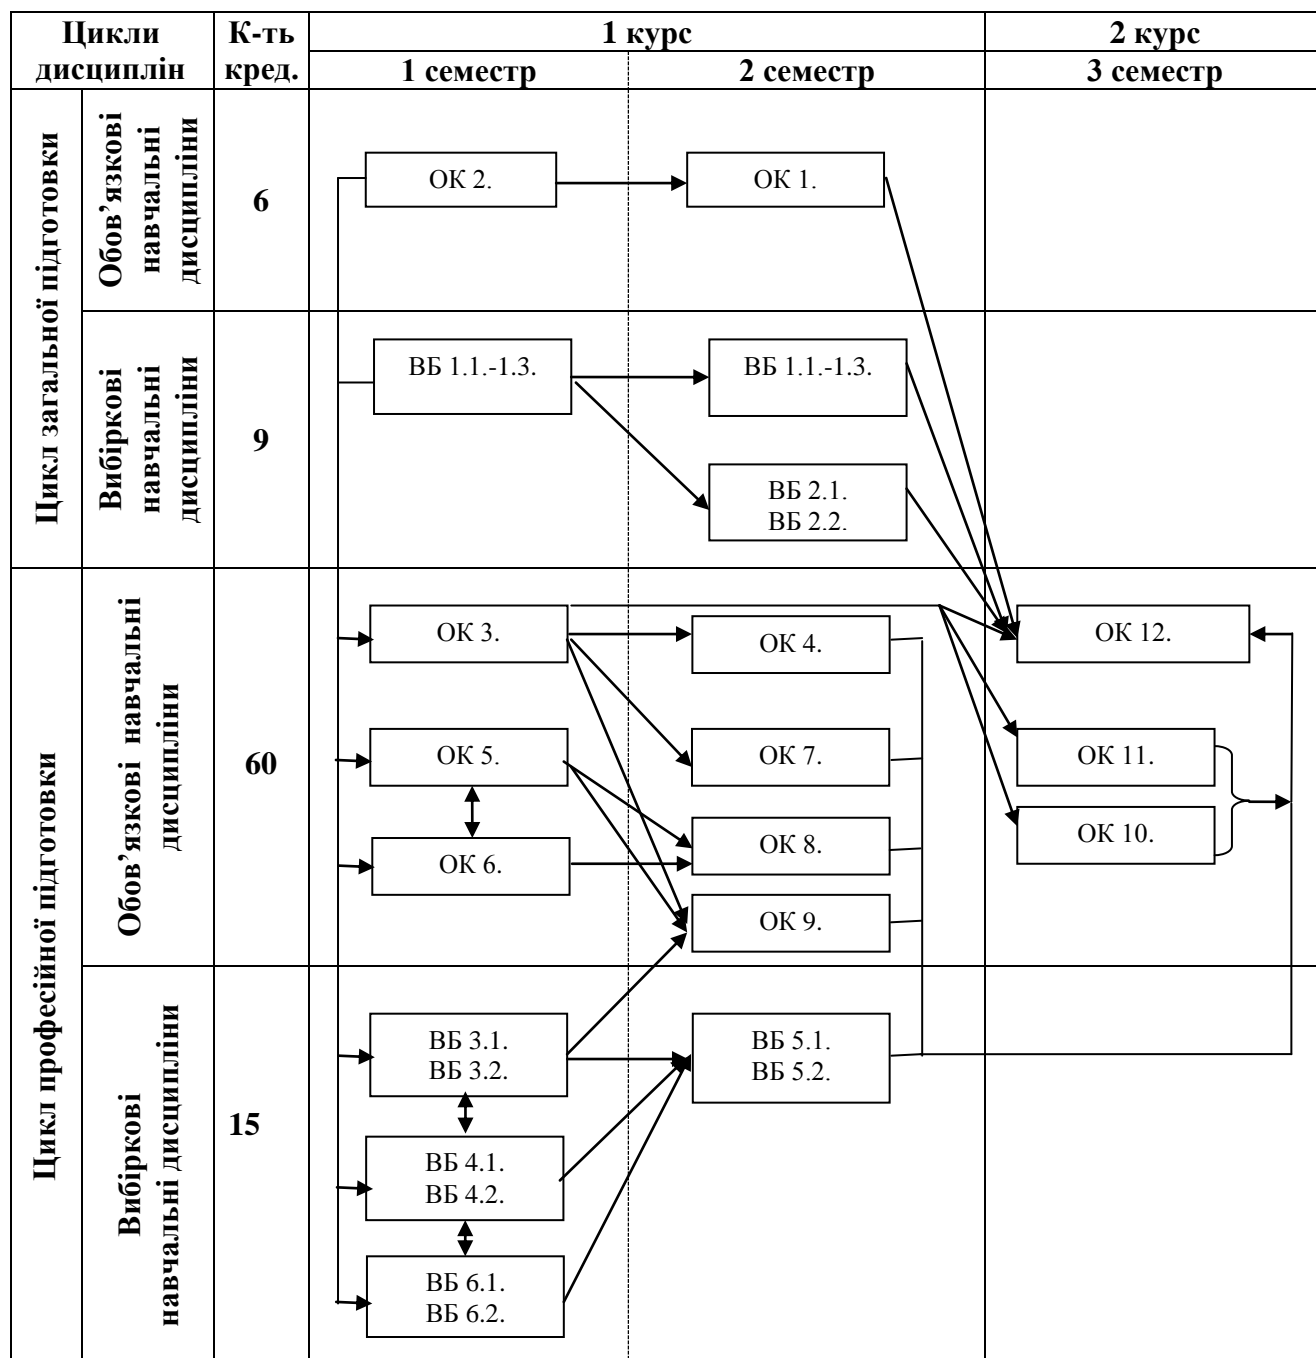 Цикли
дисциплін
К-ть
кред.
1 курс
2 курс
1 семестр
2 семестр
3 семестр
Цикл загальної підготовки
Обов’язкові
навчальні
дисципліни
6
ОК 2.
ОК 1.
Вибіркові
навчальні
дисципліни
9
ВБ 1.1.-1.3.
ВБ 1.1.-1.3.
ВБ 2.1.
ВБ 2.2.
Цикл професійної підготовки
Обов’язкові навчальні
дисципліни
60
ОК 3.
ОК 4.
ОК 12.
ОК 5.
ОК 7.
ОК 11.
ОК 6.
ОК 8.
ОК 10.
ОК 9.
Вибіркові
навчальні дисципліни
15
ВБ 3.1.
ВБ 3.2.
ВБ 5.1.
ВБ 5.2.
ВБ 4.1.
ВБ 4.2.
ВБ 6.1.
ВБ 6.2.